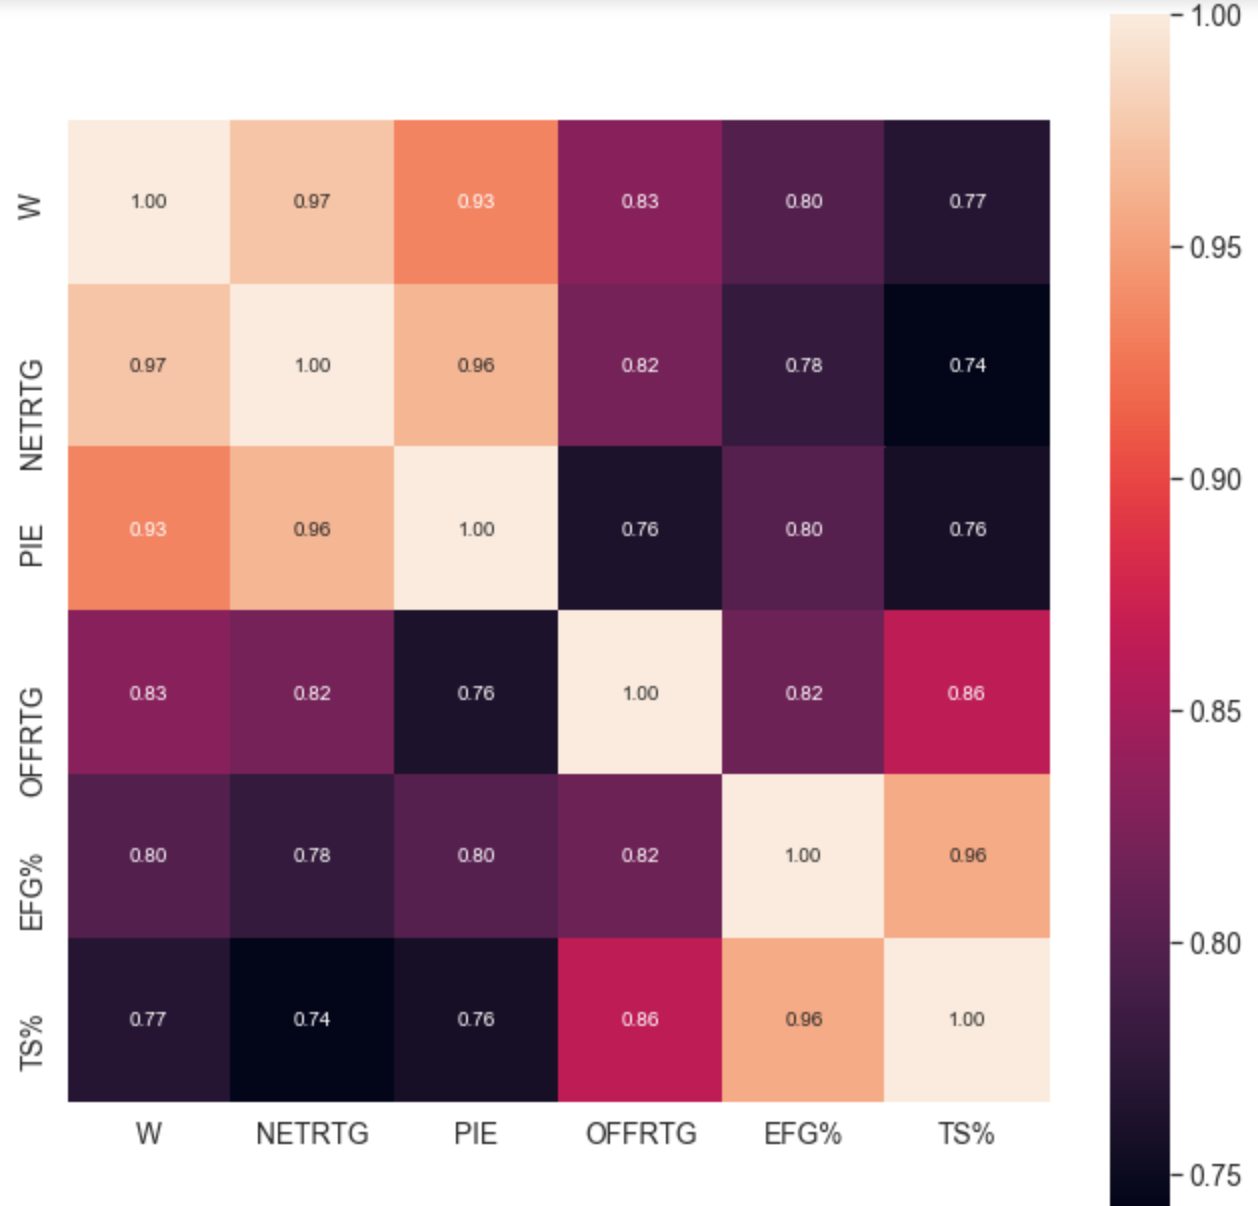 1.00
W 1.00 0.97 0.93 0.83 0.80 0.77
0.95
NETRTG 0.97 1.00 0.96 0.82 0.78 0.74
0.90
PIE 0.93 0.96 1.00 0.76 0.80 0.76
OFFRTG 0.83 0.82 0.76 1.00 0.82 0.86
0.85
EFG% 0.80 0.78 0.80 0.82 1.00 0.96
0.80
TS% 0.77 0.74 0.76 0.86 0.96 1.00
W NETRTG PIE OFFRTG EFG% TS%
0.75